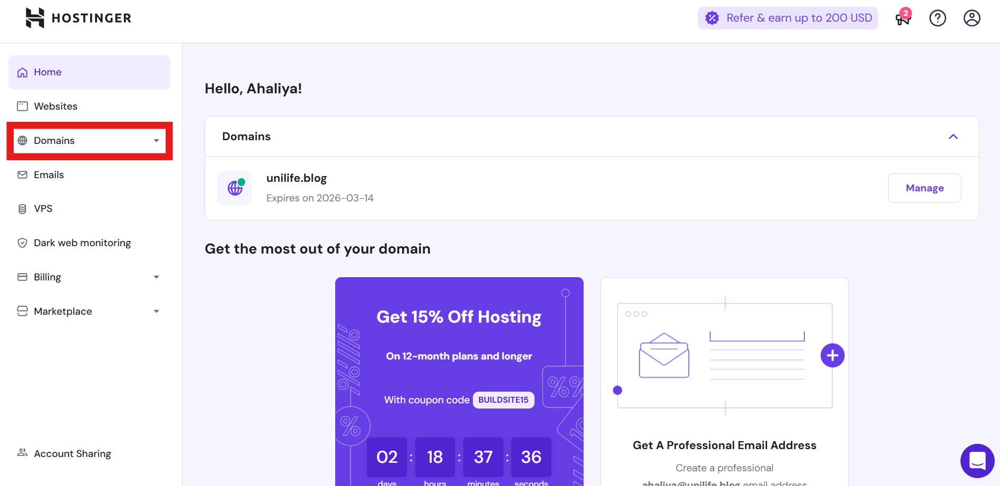 HOSTINGER
Refer & earn up to 200 USD
2
Home
Websites
Domains
Emails
VPS
Dark web monitoring
Billing
Marketplace
Account Sharing
Hello, Ahaliya!
Domains
unilife.blog
Expires on 2026-03-14
Manage
Get the most out of your domain
Get 15% Off Hosting
On 12-month plans and longer
With coupon code BUILDSITE15
02 : 18 : 37 : 36
days hours minutes seconds
Get A Professional Email Address
Create a professional
ahaliya@unilife.blog email address